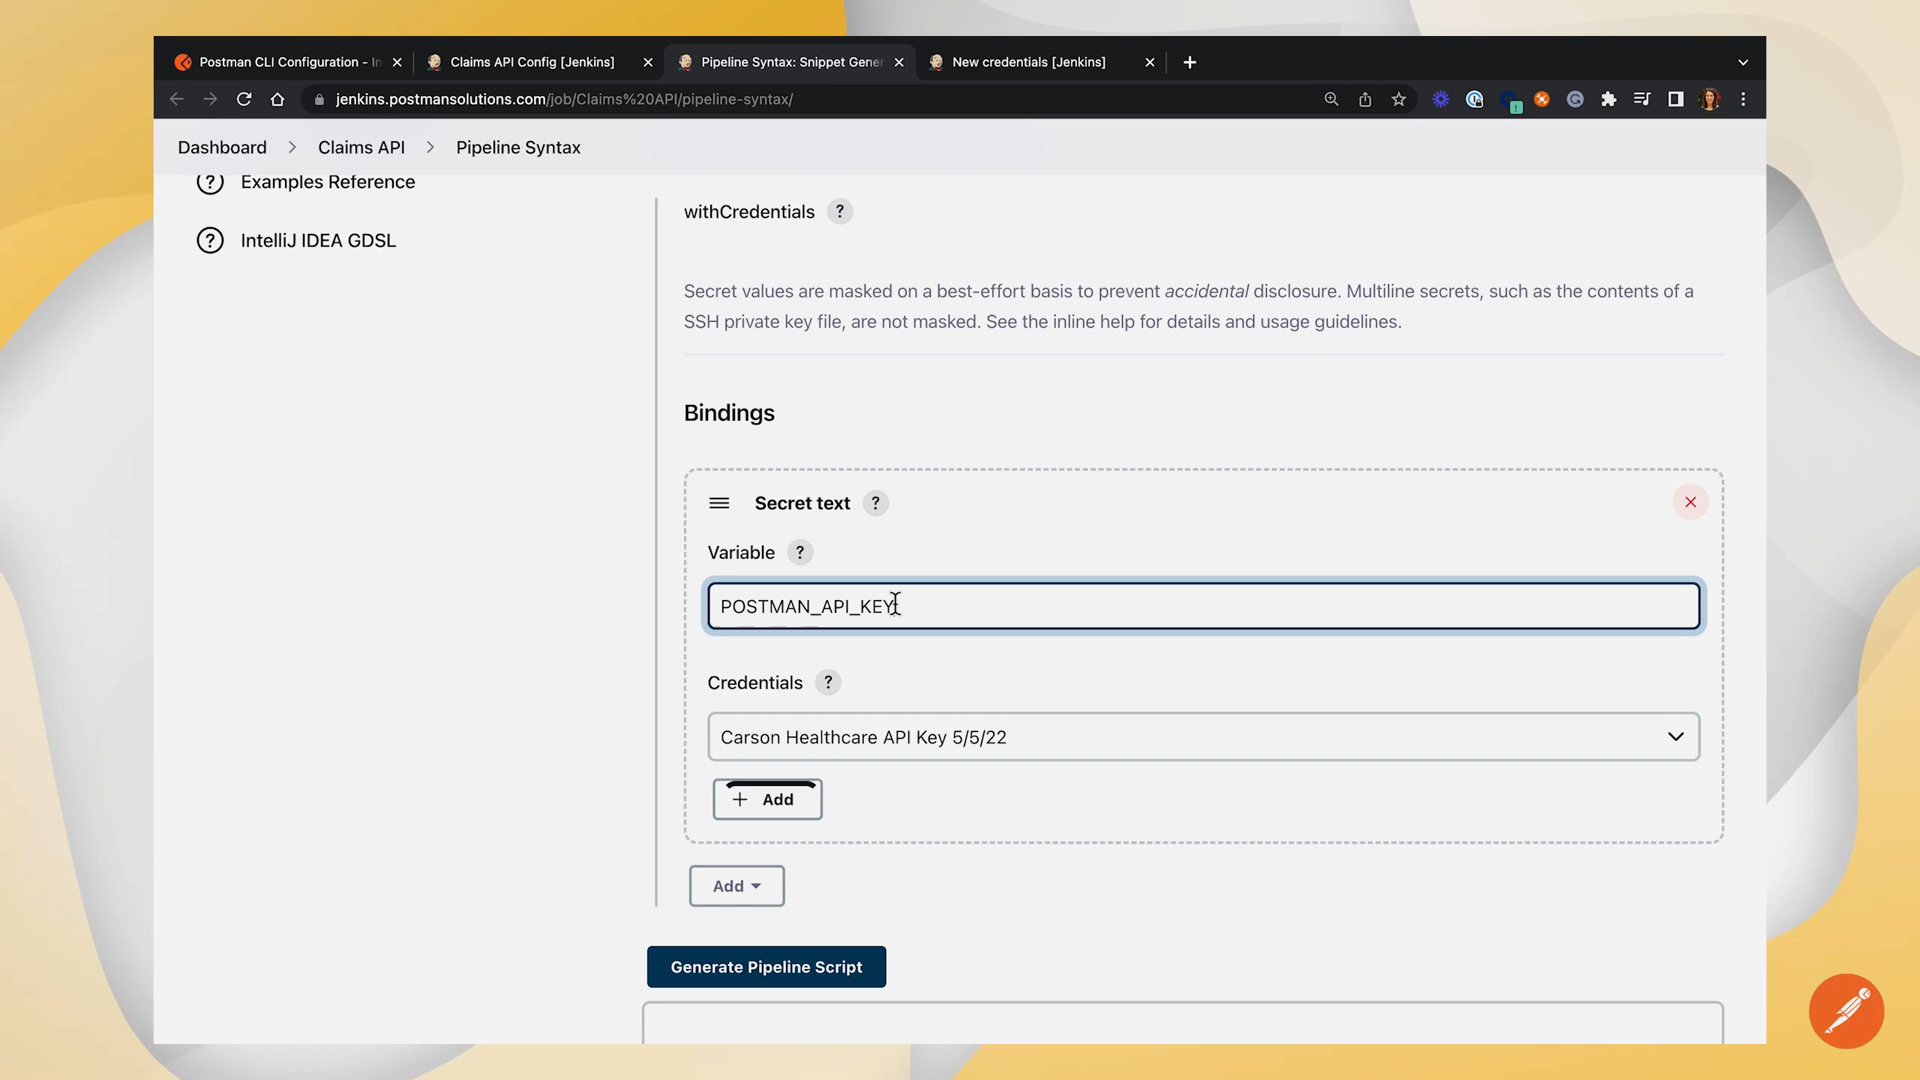 Postman CLI Configuration - In
Claims API Config [Jenkins]
Pipeline Syntax: Snippet Gener
New credentials [Jenkins]
jenkins.postmansolutions.com/job/Claims%20API/pipeline-syntax/
Dashboard > Claims API > Pipeline Syntax
? Examples Reference
? IntelliJ IDEA GDSL
withCredentials ?
Secret values are masked on a best-effort basis to prevent accidental disclosure. Multiline secrets, such as the contents of a
SSH private key file, are not masked. See the inline help for details and usage guidelines.
Bindings
Secret text ?
Variable ?
POSTMAN_API_KEY
Credentials ?
Carson Healthcare API Key 5/5/22
+ Add
Add
Generate Pipeline Script